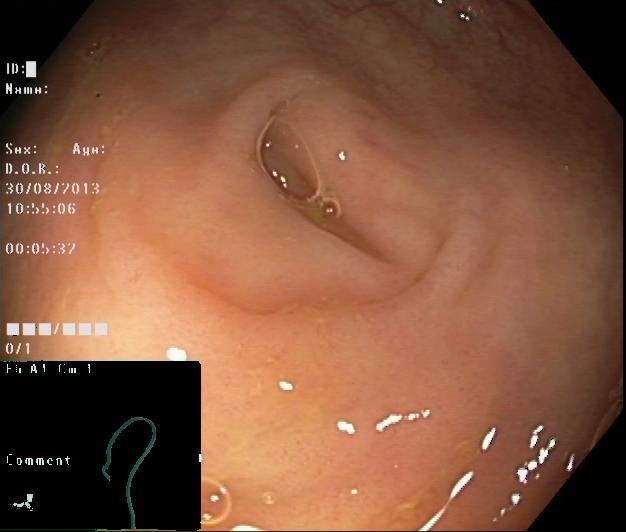 ID:
Name:
Sex: Age:
D.O.B.:
30/08/2013
10:55:06
00:05:37
/
0/1
Comment